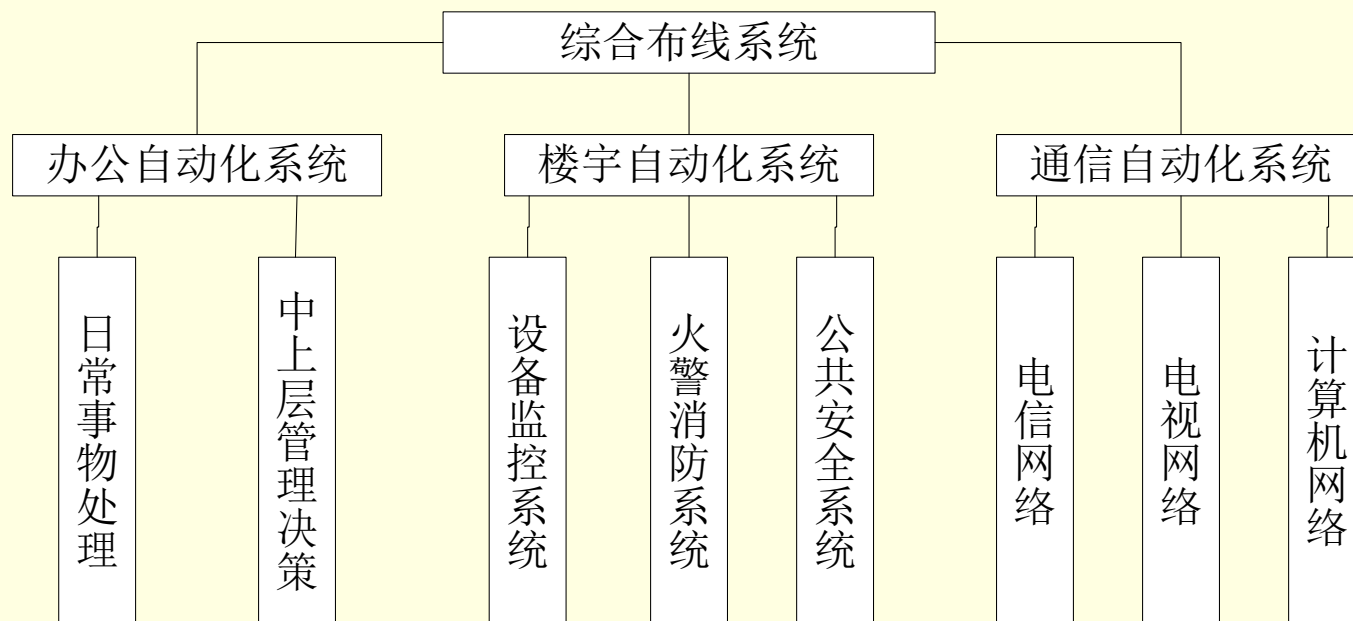 综合布线系统
办公自动化系统
楼宇自动化系统
通信自动化系统
日常事物处理
中上层管理决策
设备监控系统
火警消防系统
公共安全系统
电信网络
电视网络
计算机网络